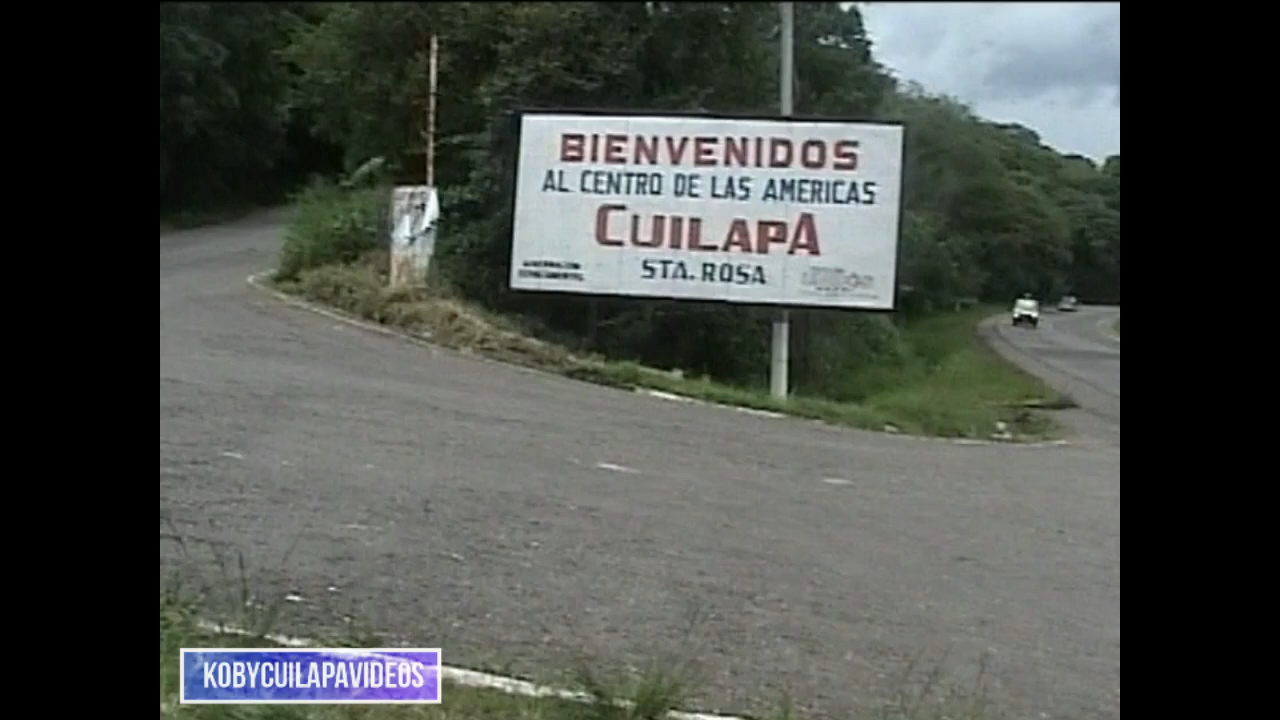 BIENVENIDOS
AL CENTRO DE LAS AMERICAS
CUILAPA
STA. ROSA
KOBYCUILAPAVIDEOS